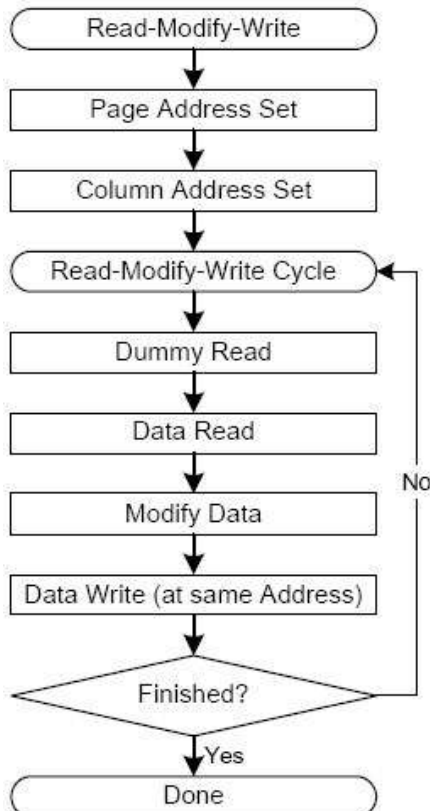 Read-Modify-Write
Page Address Set
Column Address Set
Read-Modify-Write Cycle
Dummy Read
Data Read
No
Modify Data
Data Write (at same Address)
Finished?
Yes
Done